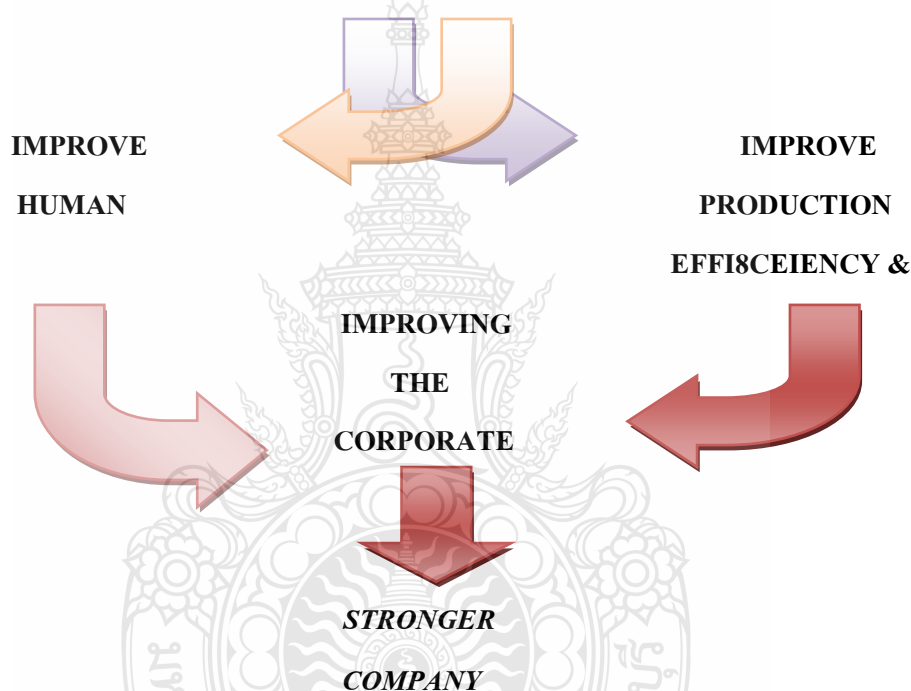 IMPROVE
HUMAN
IMPROVE
PRODUCTION
EFFI8CEIENCY &
IMPROVING
THE
CORPORATE
STRONGER
COMPANY